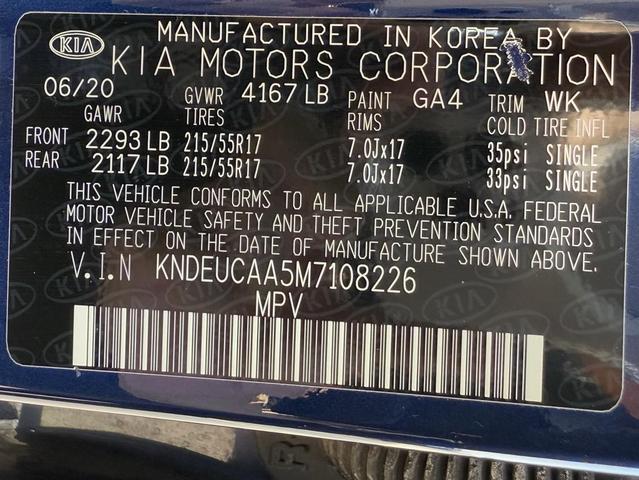 KIA
MANUFACTURED IN KOREA BY
KIA MOTORS CORPORATION
06/20 GVWR 4167 LB PAINT GA4 TRIM WK
GAWR TIRES RIMS COLD TIRE INFL
FRONT 2293 LB 215/55R17 7.0Jx17 35psi SINGLE
REAR 2117 LB 215/55R17 7.0Jx17 33psi SINGLE
THIS VEHICLE CONFORMS TO ALL APPLICABLE U.S.A. FEDERAL
MOTOR VEHICLE SAFETY AND THEFT PREVENTION STANDARDS
IN EFFECT ON THE DATE OF MANUFACTURE SHOWN ABOVE.
V.I.N KNDEUCAA5M7108226
MPV